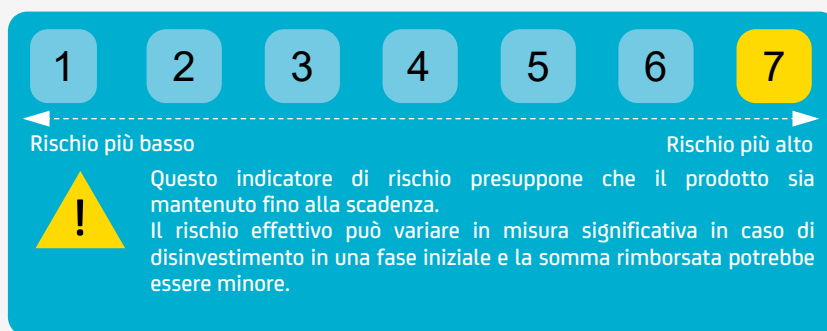 1 2 3 4 5 6 7
Rischio più basso Rischio più alto
!
Questo indicatore di rischio presuppone che il prodotto sia
mantenuto fino alla scadenza.
Il rischio effettivo può variare in misura significativa in caso di
disinvestimento in una fase iniziale e la somma rimborsata potrebbe
essere minore.